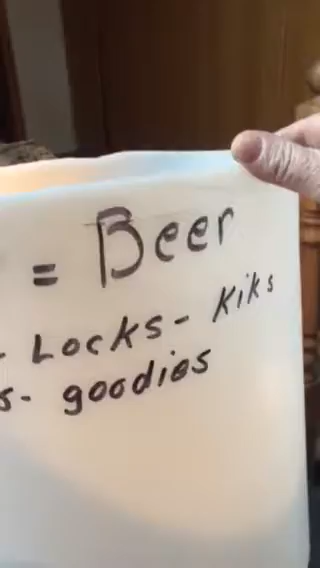 = Beer
- Locks - Kiks
s - goodies